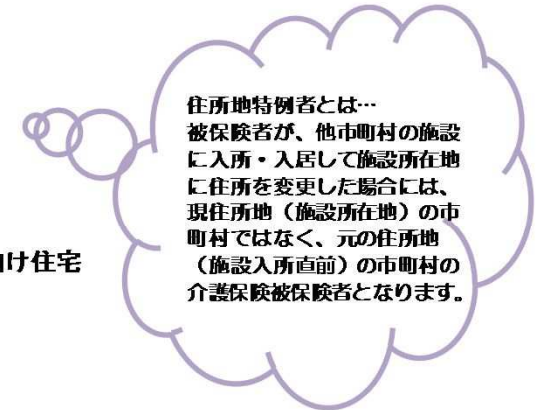 住所地特例者とは…
被保険者が、他市町村の施設
に入所・入居して施設所在地
に住所を変更した場合には、
現住所地（施設所在地）の市
町村ではなく、元の住所地
（施設入所直前）の市町村の
介護保険被保険者となります。
け住宅